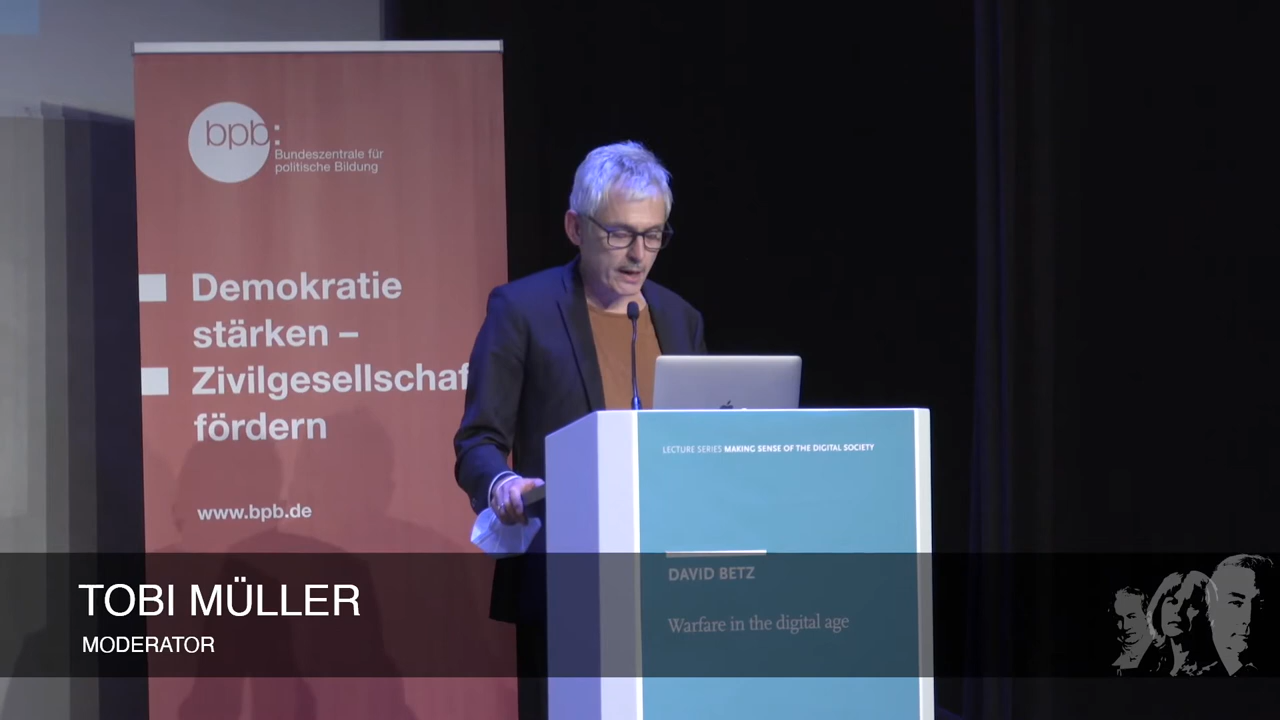 bpb:
Bundeszentrale für
politische Bildung
Demokratie
stärken –
Zivilgesellschaf
fördern
www.bpb.de
LECTURE SERIES MAKING SENSE OF THE DIGITAL SOCIETY
DAVID BETZ
Warfare in the digital age
TOBI MÜLLER
MODERATOR